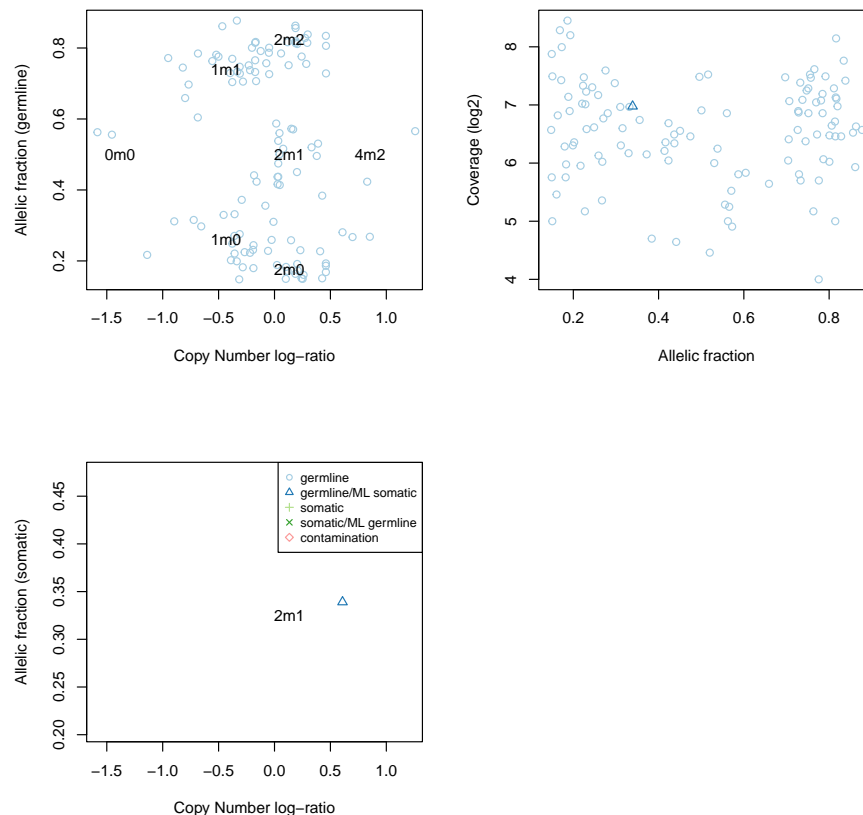 Allelic fraction (germline)
0.8
0.6
0.4
0.2
2m2
1m1
0m0
2m1
4m2
1m0
2m0
−1.5
−1.0
−0.5
0.0
0.5
1.0
Copy Number log−ratio
Coverage (log2)
8
7
6
5
4
0.2
0.4
0.6
0.8
Allelic fraction
Allelic fraction (somatic)
0.45
0.40
0.35
0.30
0.25
0.20
germline
germline/ML somatic
somatic
somatic/ML germline
contamination
2m1
−1.5
−1.0
−0.5
0.0
0.5
1.0
Copy Number log−ratio